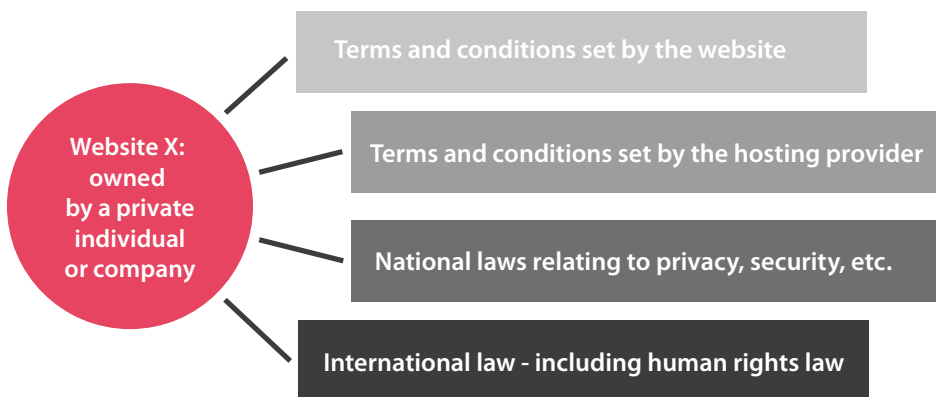 Terms and conditions set by the website
Website X:
owned
by a private
individual
or company
Terms and conditions set by the hosting provider
National laws relating to privacy, security, etc.
International law - including human rights law